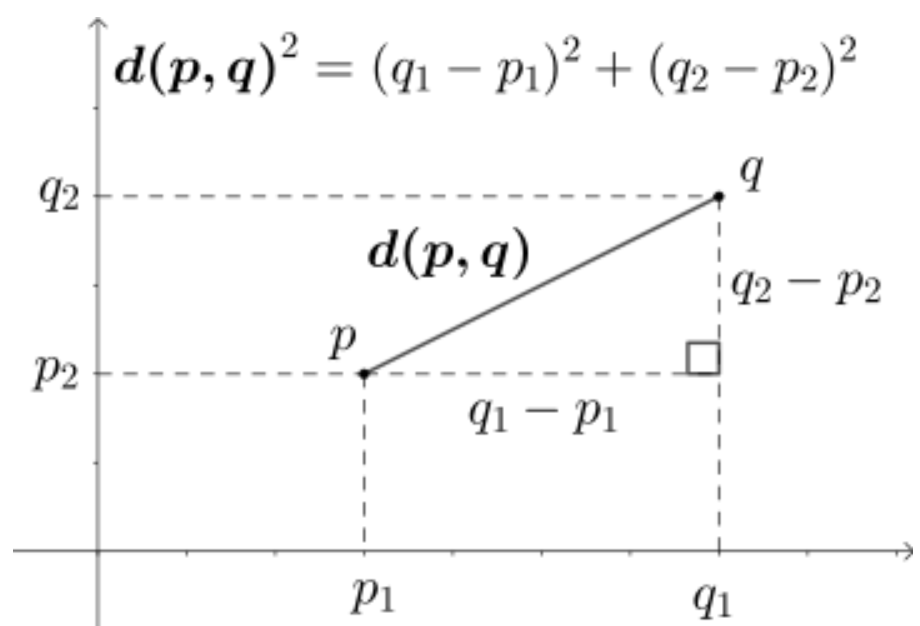 d(p, q)² = (q₁ − p₁)² + (q₂ − p₂)²
q₂
q
d(p, q)
q₂ − p₂
p
p₂
q₁ − p₁
p₁
q₁